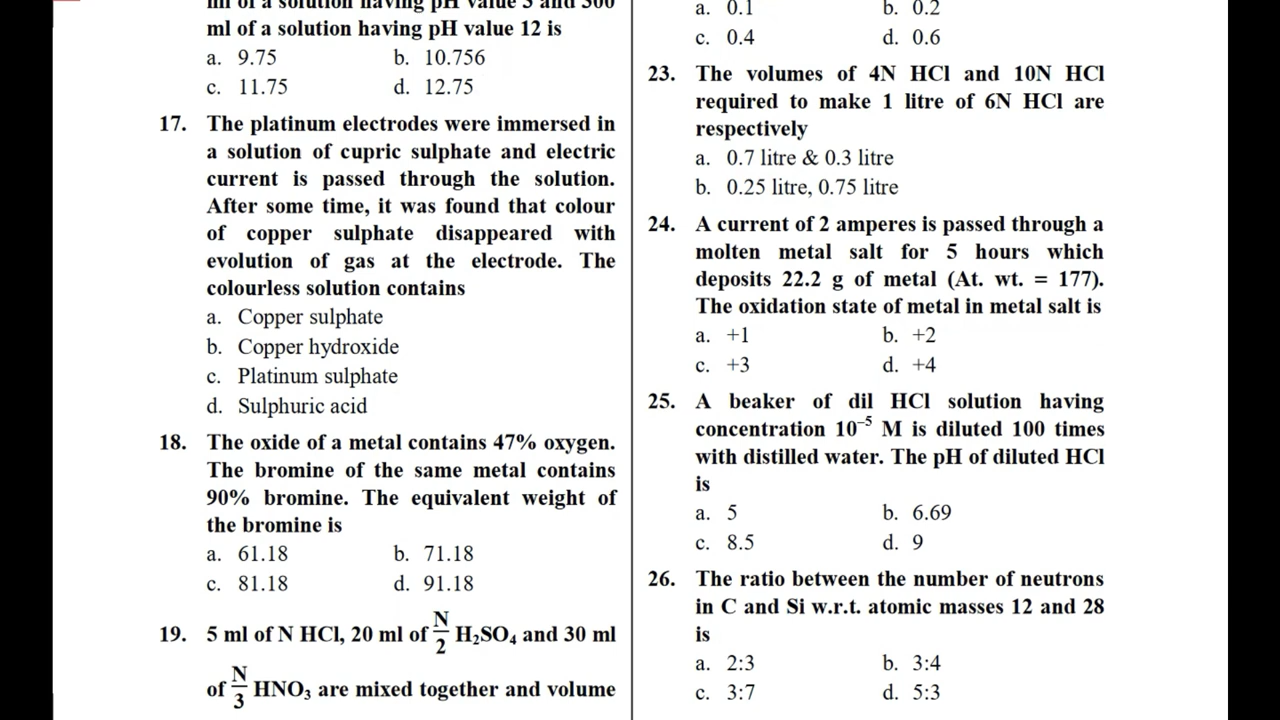 ml of a solution having pH value 3 and 300
ml of a solution having pH value 12 is
a. 9.75 b. 10.756
c. 11.75 d. 12.75
17. The platinum electrodes were immersed in
a solution of cupric sulphate and electric
current is passed through the solution.
After some time, it was found that colour
of copper sulphate disappeared with
evolution of gas at the electrode. The
colourless solution contains
a. Copper sulphate
b. Copper hydroxide
c. Platinum sulphate
d. Sulphuric acid
18. The oxide of a metal contains 47% oxygen.
The bromine of the same metal contains
90% bromine. The equivalent weight of
the bromine is
a. 61.18 b. 71.18
c. 81.18 d. 91.18
19. 5 ml of N HCl, 20 ml of N/2 H₂SO₄ and 30 ml
of N/3 HNO₃ are mixed together and volume
a. 0.1 b. 0.2
c. 0.4 d. 0.6
23. The volumes of 4N HCl and 10N HCl
required to make 1 litre of 6N HCl are
respectively
a. 0.7 litre & 0.3 litre
b. 0.25 litre, 0.75 litre
24. A current of 2 amperes is passed through a
molten metal salt for 5 hours which
deposits 22.2 g of metal (At. wt. = 177).
The oxidation state of metal in metal salt is
a. +1 b. +2
c. +3 d. +4
25. A beaker of dil HCl solution having
concentration 10⁻⁵ M is diluted 100 times
with distilled water. The pH of diluted HCl
is
a. 5 b. 6.69
c. 8.5 d. 9
26. The ratio between the number of neutrons
in C and Si w.r.t. atomic masses 12 and 28
is
a. 2:3 b. 3:4
c. 3:7 d. 5:3